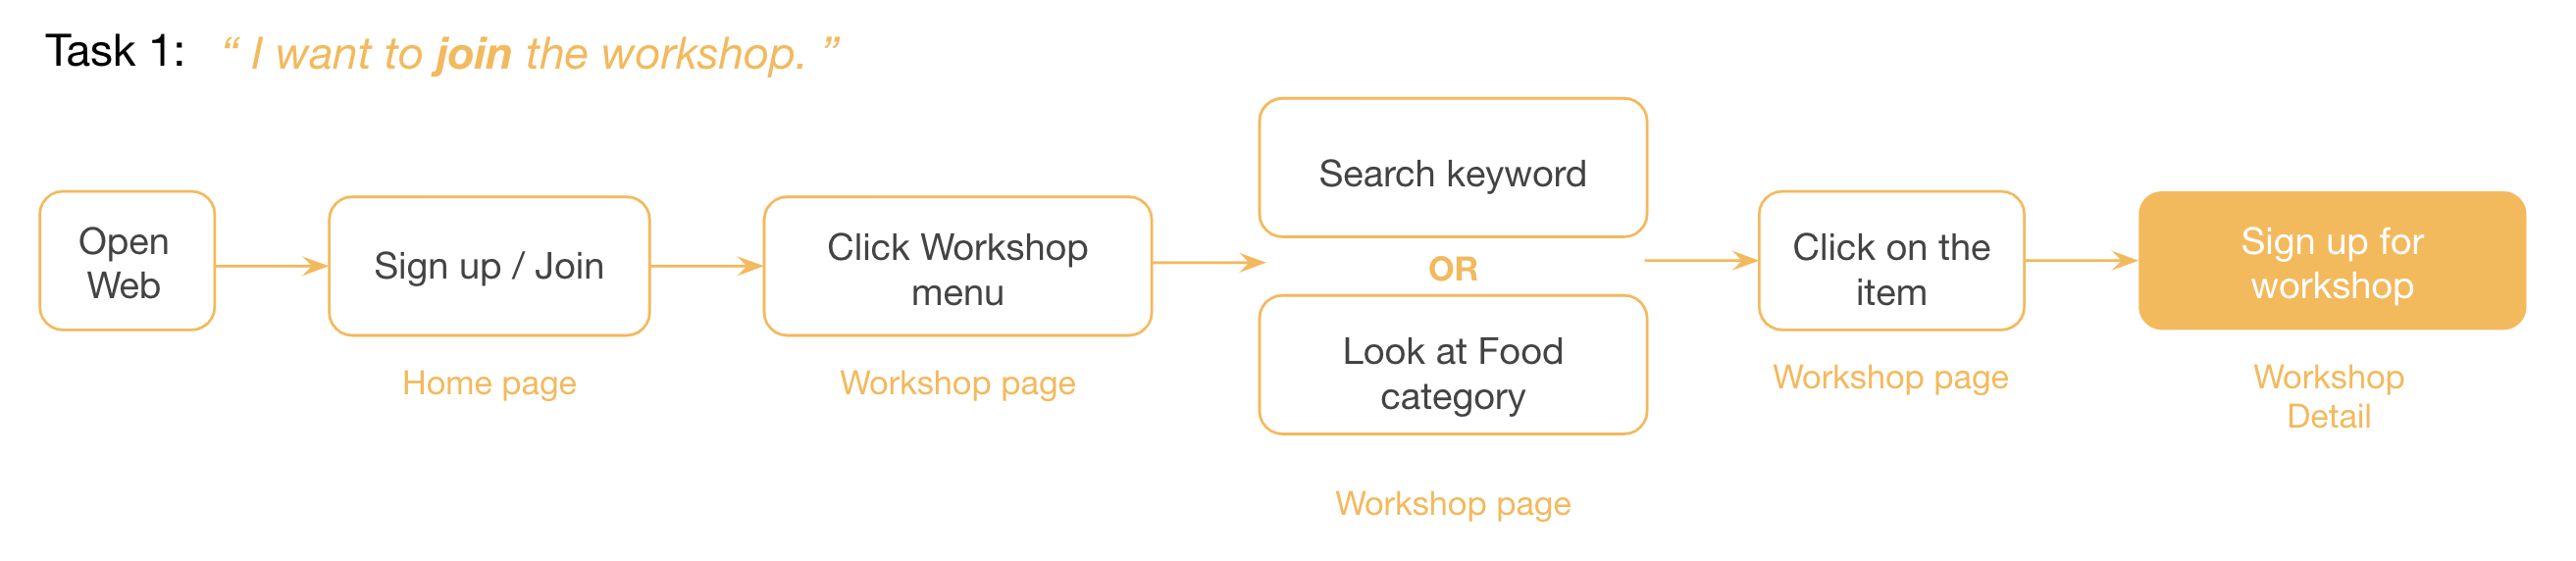 Task 1: “ I want to join the workshop. ”
Open
Web
Sign up / Join
Home page
Click Workshop
menu
Workshop page
Search keyword
OR
Look at Food
category
Workshop page
Click on the
item
Workshop page
Sign up for
workshop
Workshop
Detail